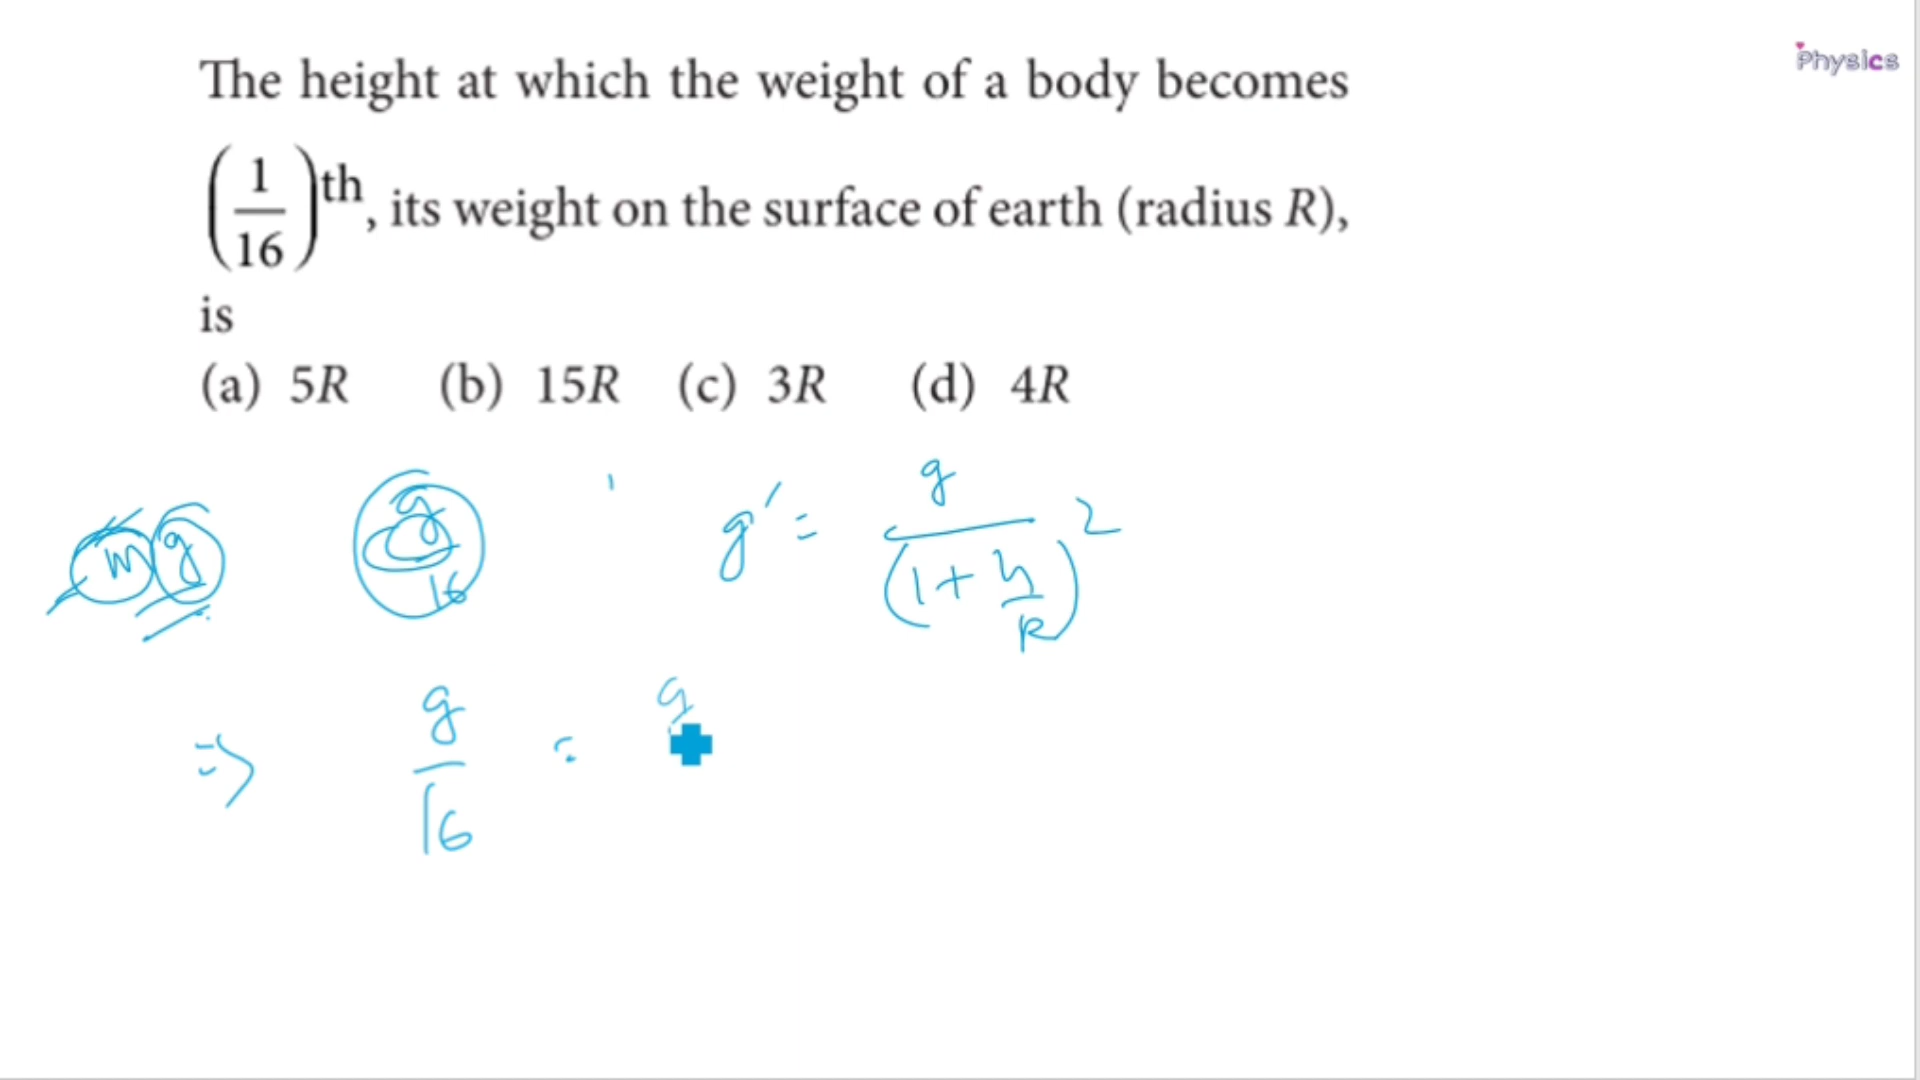 Physics
The height at which the weight of a body becomes
(1/16)th, its weight on the surface of earth (radius R),
is
(a) 5R (b) 15R (c) 3R (d) 4R
mg g/16 g' = g/(1 + h/R)²
⇒ g/16 = g